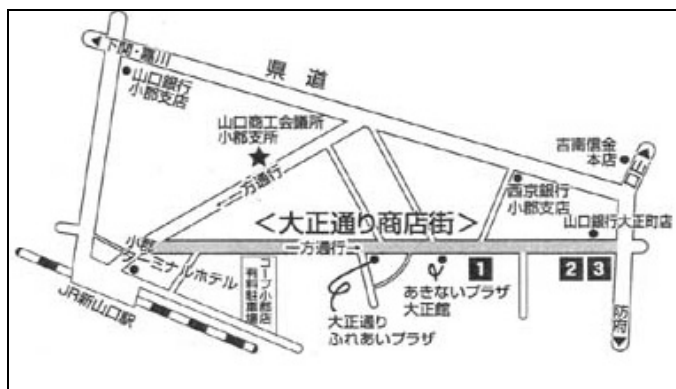 下関・嘉川
県道
山口銀行
小郡支店
山口商工会議所
小郡支所
★
←一方通行
吉南信金
本店
山口
西京銀行
小郡支店
山口銀行大正町店
<大正通り商店街>
一方通行→
小郡
ターミナルホテル
JR新山口駅
コープ小郡店
有料駐車場
大正通り
ふれあいプラザ
あきないプラザ
大正館
1
2 3
防府